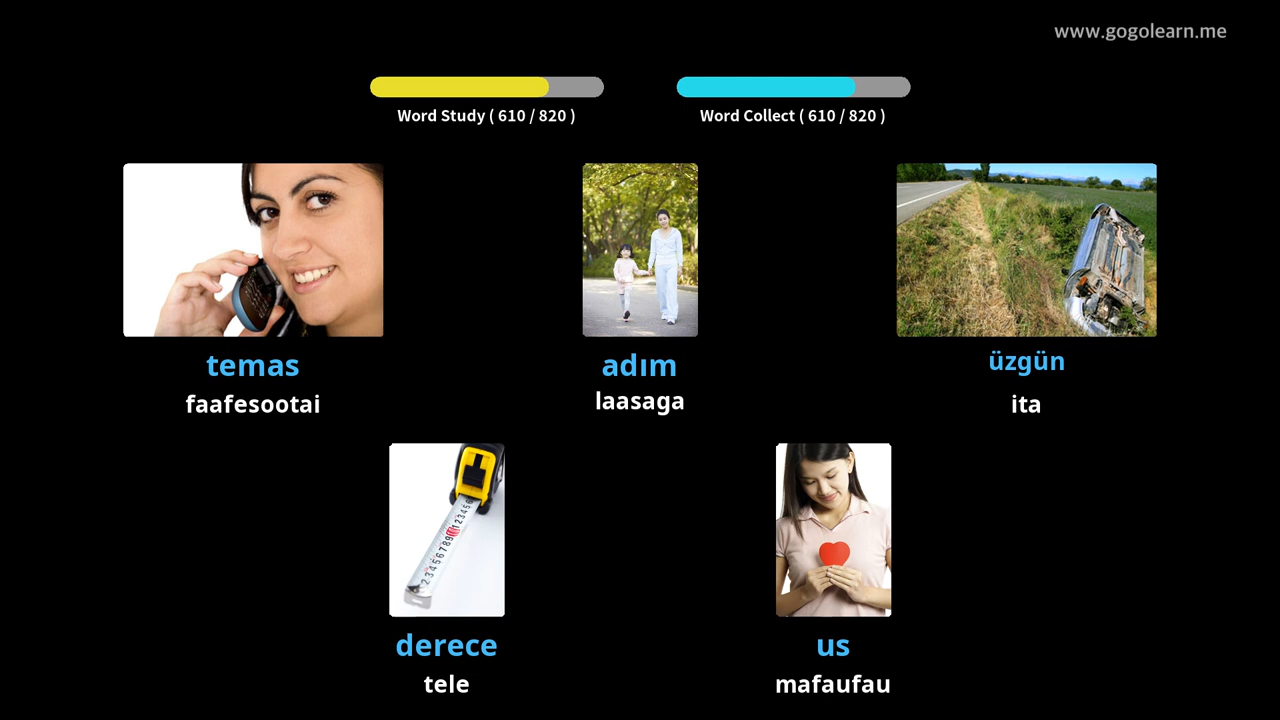 www.gogolearn.me
Word Study ( 610 / 820 )
Word Collect ( 610 / 820 )
temas
faafesootai
adım
laasaga
üzgün
ita
derece
tele
us
mafaufau